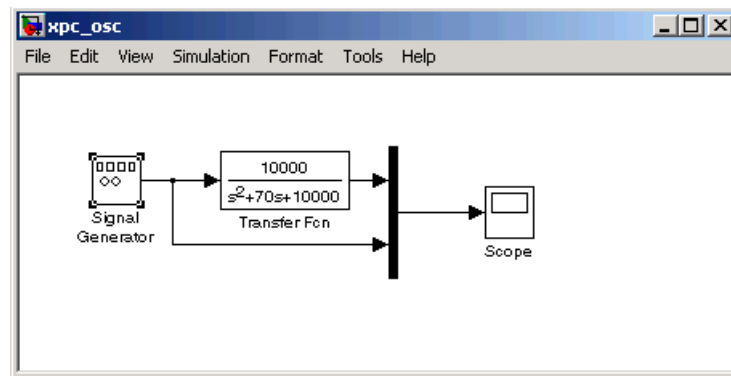 xpc_osc
File Edit View Simulation Format Tools Help
10000
s²+70s+10000
Signal
Generator
Transfer Fcn
Scope